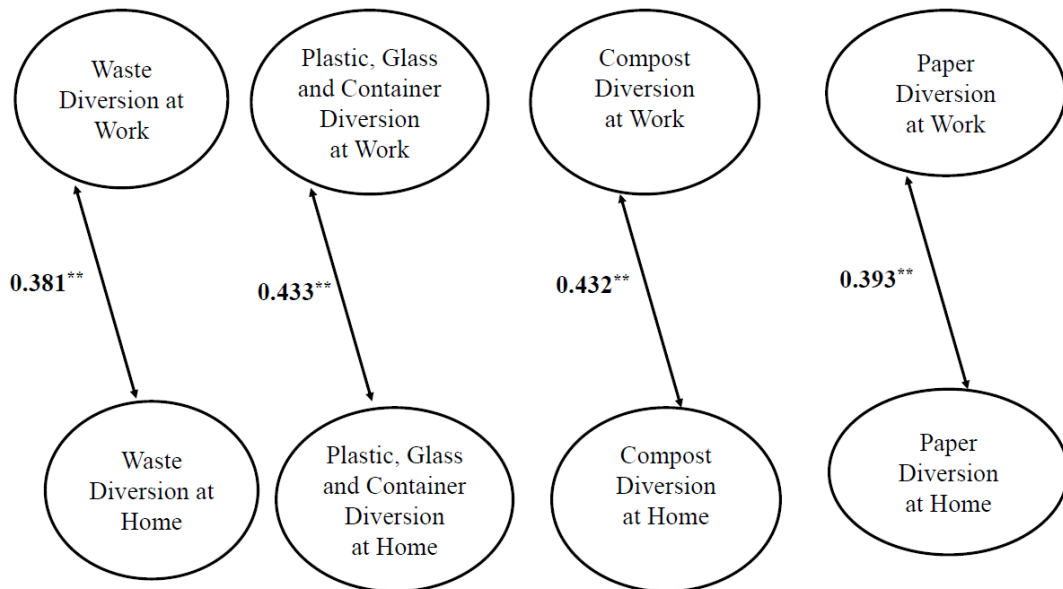 Waste
Diversion at
Work
Plastic, Glass
and Container
Diversion
at Work
Compost
Diversion
at Work
Paper
Diversion
at Work
0.381**
0.433**
0.432**
0.393**
Waste
Diversion at
Home
Plastic, Glass
and Container
Diversion
at Home
Compost
Diversion
at Home
Paper
Diversion
at Home